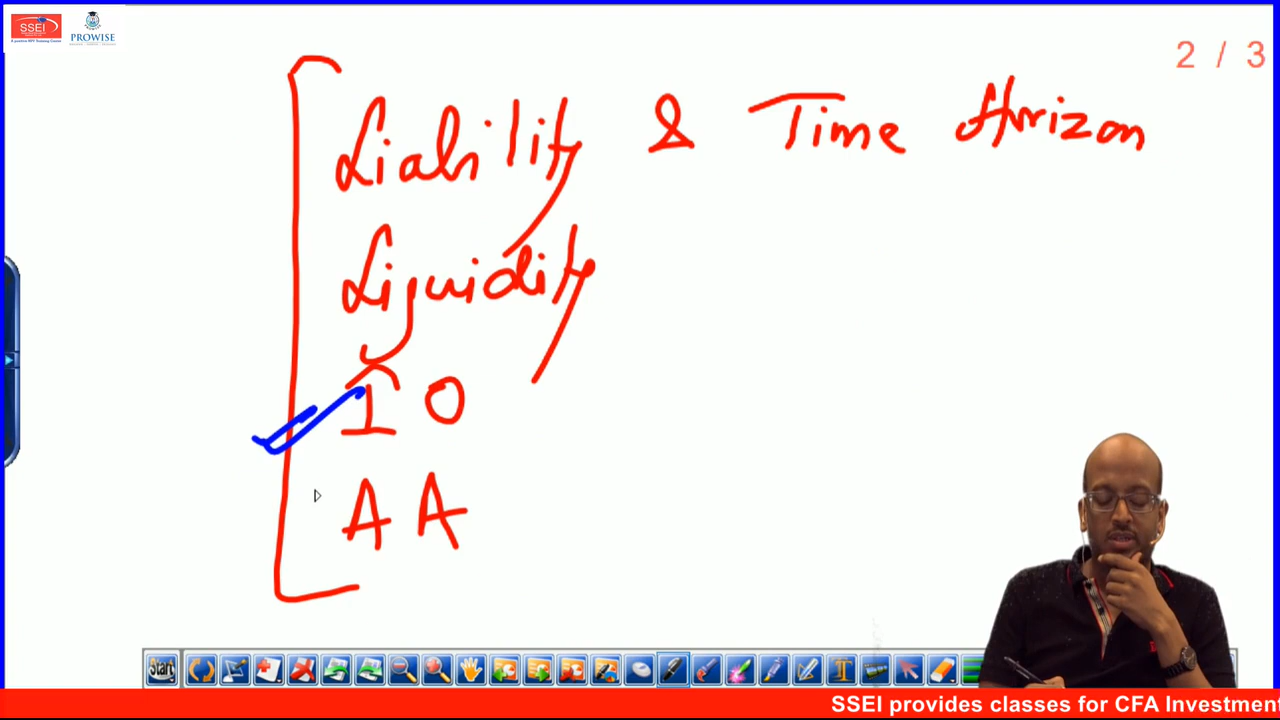 SSEI
PROWISE
2 / 3
Liability & Time Horizon
Liquidity
I O
A A
Start
SSEI provides classes for CFA Investment